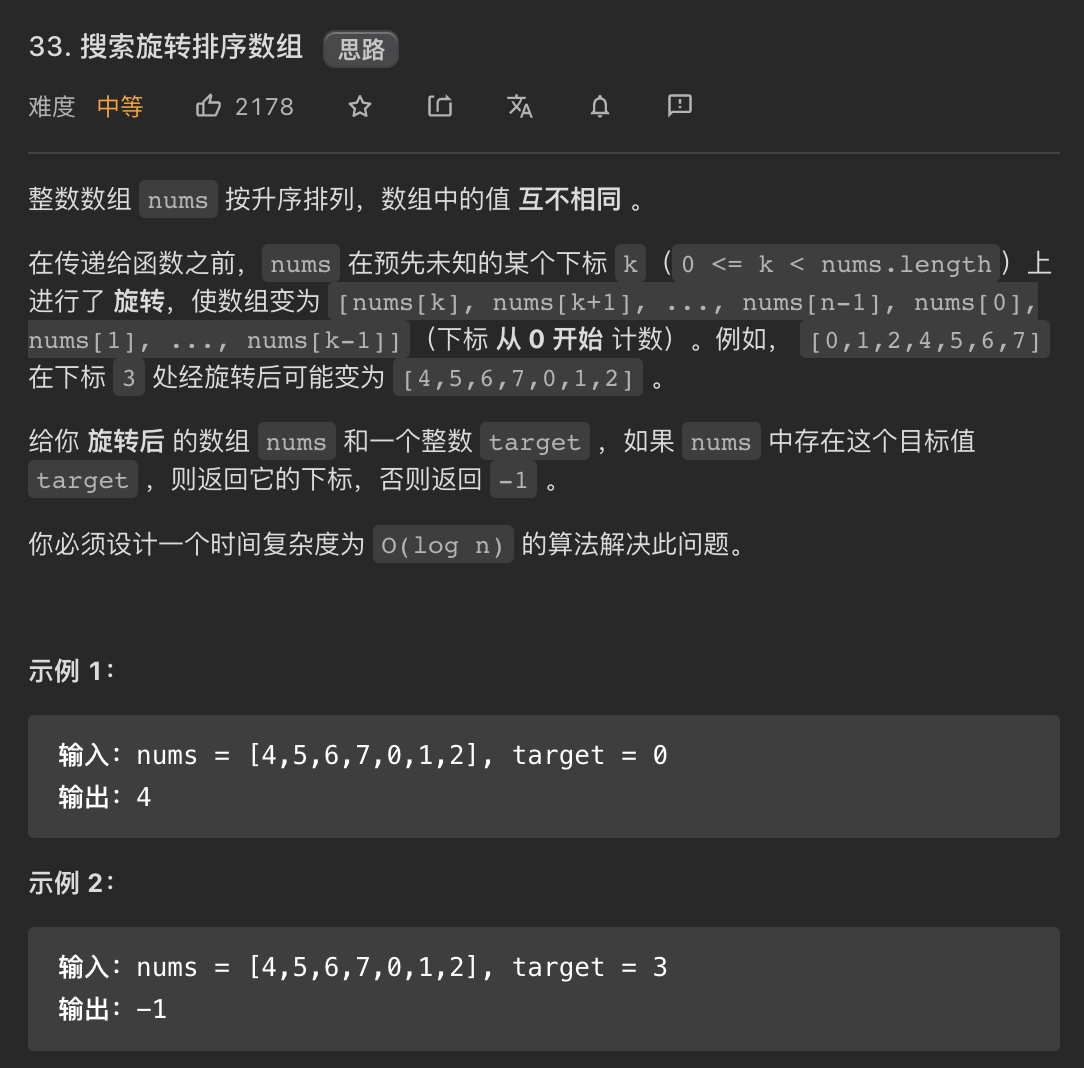 33. 搜索旋转排序数组 思路
难度 中等 2178
整数数组 nums 按升序排列，数组中的值 互不相同 。
在传递给函数之前，nums 在预先未知的某个下标 k（0 <= k < nums.length）上
进行了 旋转，使数组变为 [nums[k], nums[k+1], ..., nums[n-1], nums[0],
nums[1], ..., nums[k-1]]（下标 从 0 开始 计数）。例如， [0,1,2,4,5,6,7]
在下标 3 处经旋转后可能变为 [4,5,6,7,0,1,2] 。
给你 旋转后 的数组 nums 和一个整数 target ，如果 nums 中存在这个目标值
target ，则返回它的下标，否则返回 -1 。
你必须设计一个时间复杂度为 O(log n) 的算法解决此问题。
示例 1：
输入：nums = [4,5,6,7,0,1,2], target = 0
输出：4
示例 2：
输入：nums = [4,5,6,7,0,1,2], target = 3
输出：-1